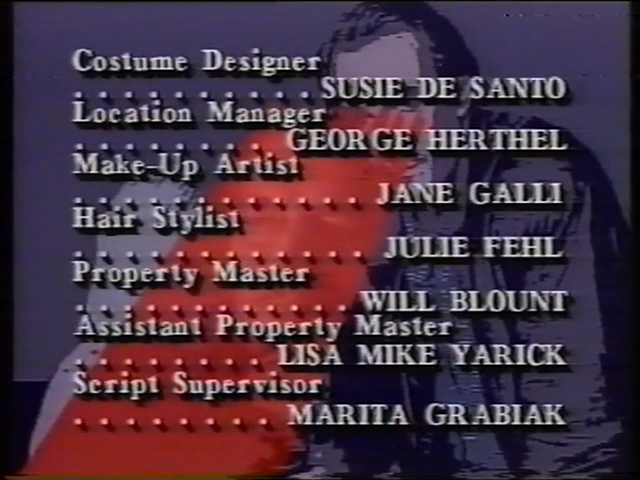 Costume Designer
. . . . . . . . . . SUSIE DE SANTO
Location Manager
. . . . . . . . GEORGE HERTHEL
Make-Up Artist
. . . . . . . . . . . . JANE GALLI
Hair Stylist
. . . . . . . . . . . . JULIE FEHL
Property Master
. . . . . . . . . . . WILL BLOUNT
Assistant Property Master
. . . . . . . . LISA MIKE YARICK
Script Supervisor
. . . . . . . . MARITA GRABIAK